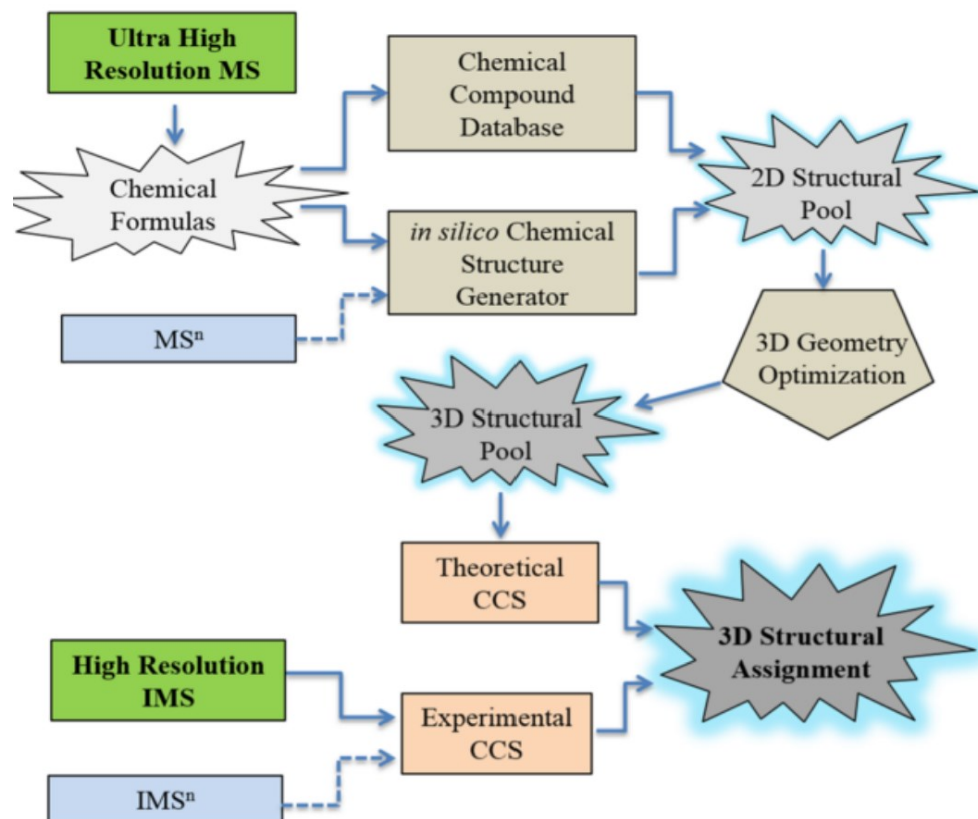 Ultra High
Resolution MS
Chemical
Compound
Database
Chemical
Formulas
2D Structural
Pool
in silico Chemical
Structure
Generator
MSⁿ
3D Geometry
Optimization
3D Structural
Pool
Theoretical
CCS
3D Structural
Assignment
High Resolution
IMS
Experimental
CCS
IMSⁿ